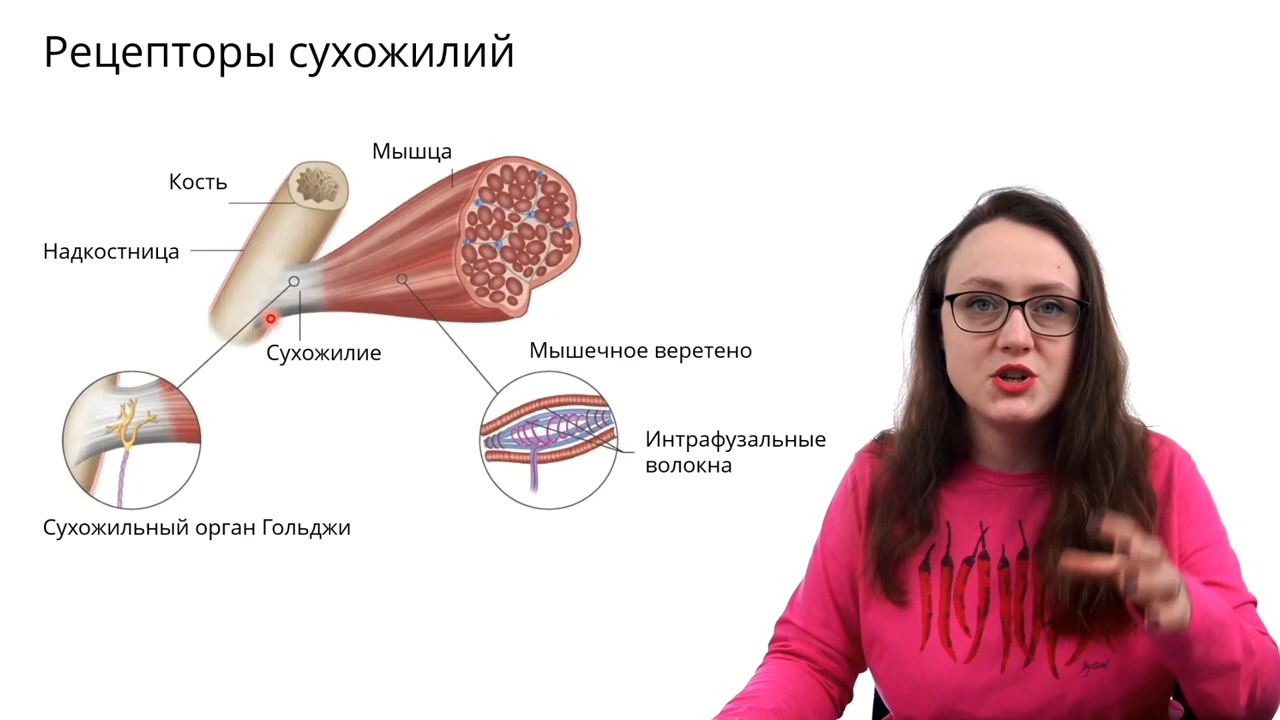 Рецепторы сухожилий
Мышца
Кость
Надкостница
Сухожилие
Мышечное веретено
Интрафузальные
волокна
Сухожильный орган Гольджи